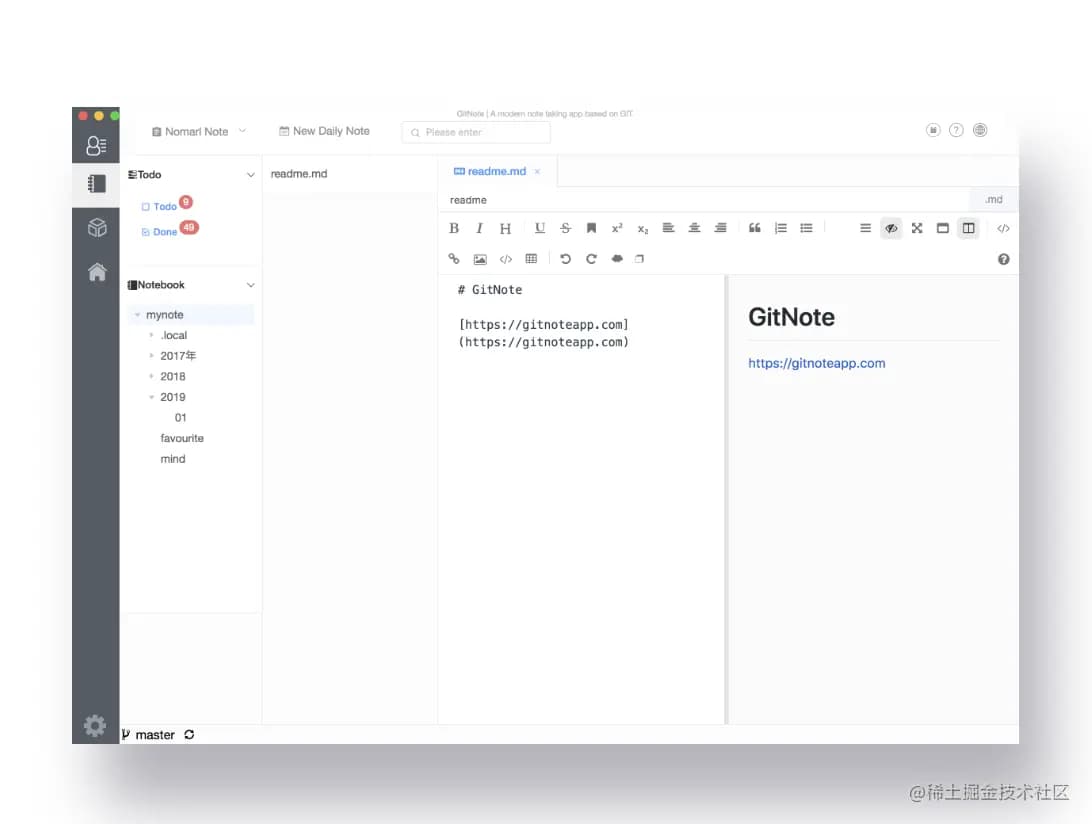 GitNote | A modern note taking app based on GIT
Nomarl Note
New Daily Note
Please enter
Todo
Todo 9
Done 49
Notebook
mynote
.local
2017年
2018
2019
01
favourite
mind
readme.md
readme.md ×
readme
.md
B I H U S x² x₂
# GitNote
[https://gitnoteapp.com]
(https://gitnoteapp.com)
GitNote
https://gitnoteapp.com
master
@稀土掘金技术社区